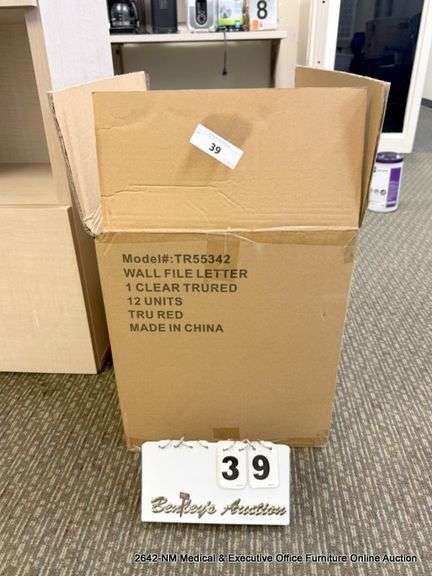 8
39
Model#:TR55342
WALL FILE LETTER
1 CLEAR TRURED
12 UNITS
TRU RED
MADE IN CHINA
39
Bentley's Auction
2642-NM Medical & Executive Office Furniture Online Auction